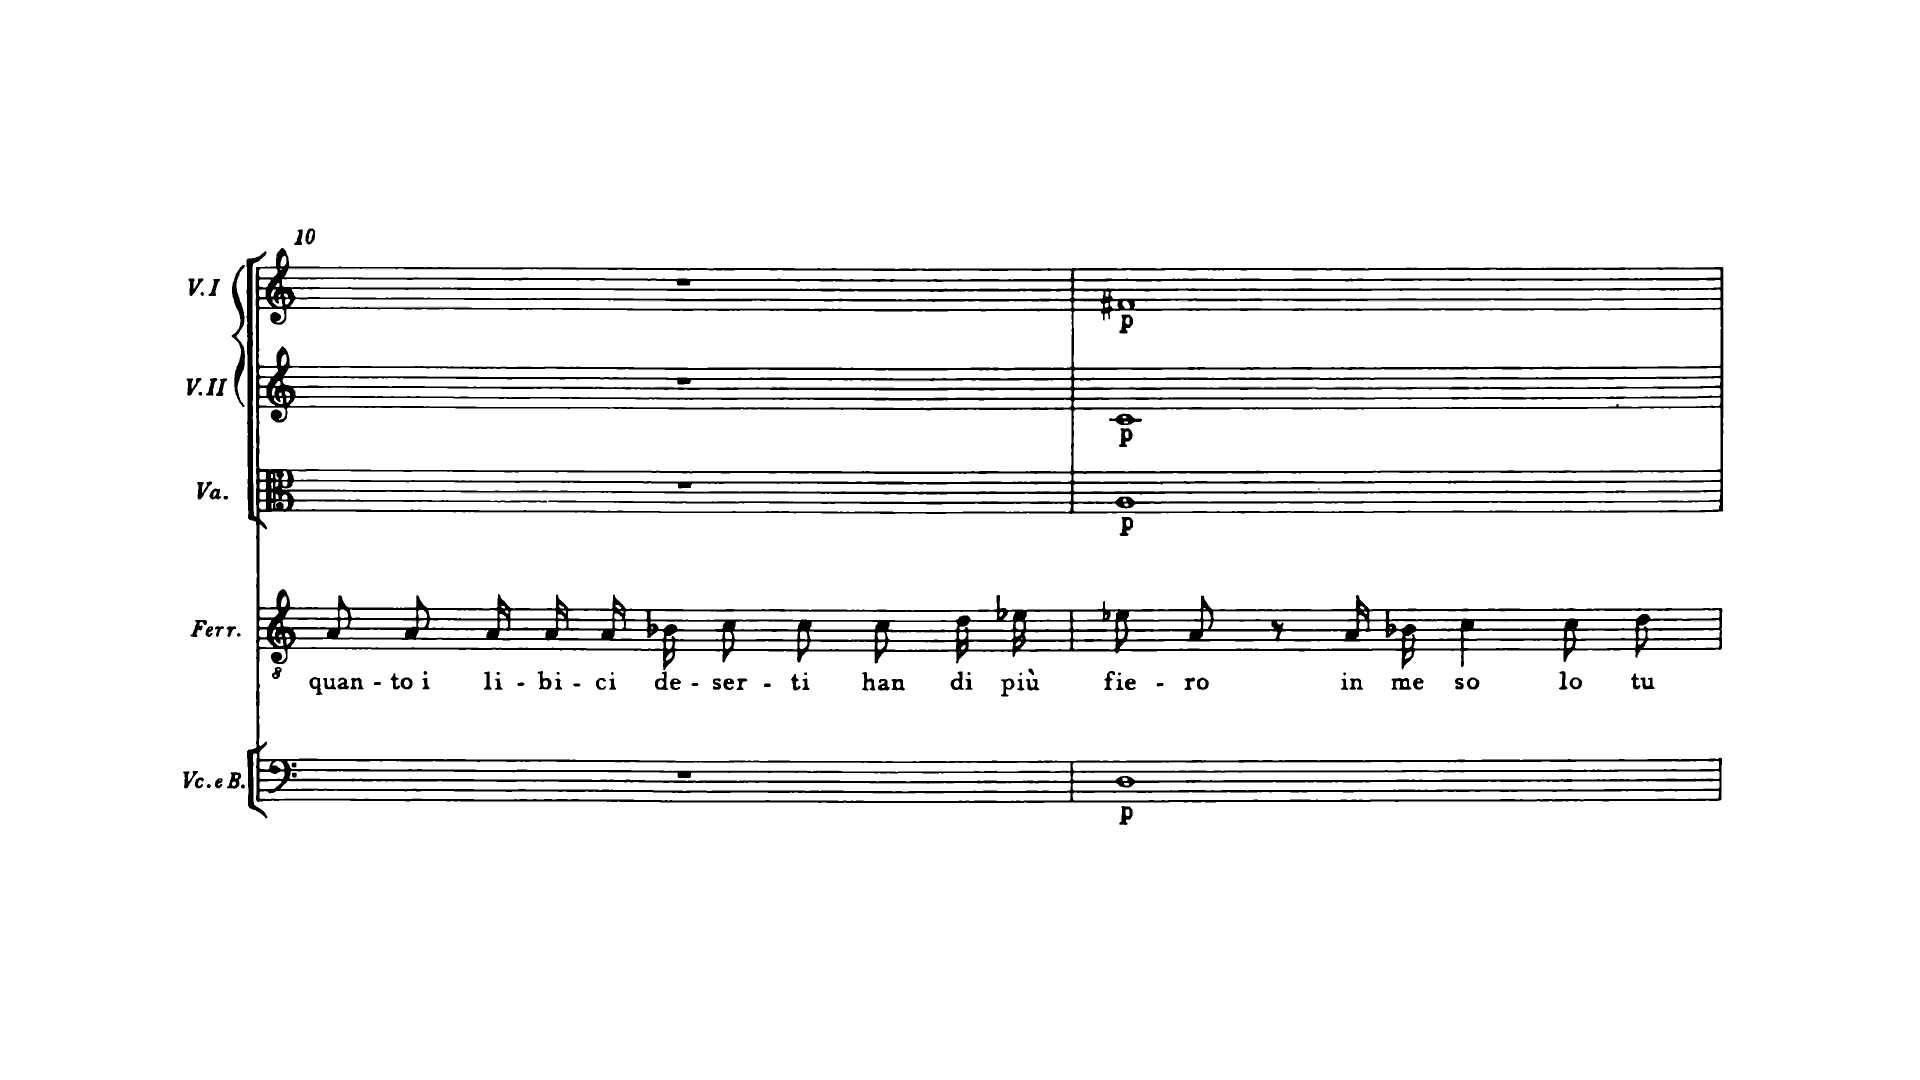 10
V. I
V. II
Va.
Ferr.
8
quan - to i li - bi - ci de - ser - ti han di più fie - ro in me so lo tu
Vc. e B.
p
p
p
p